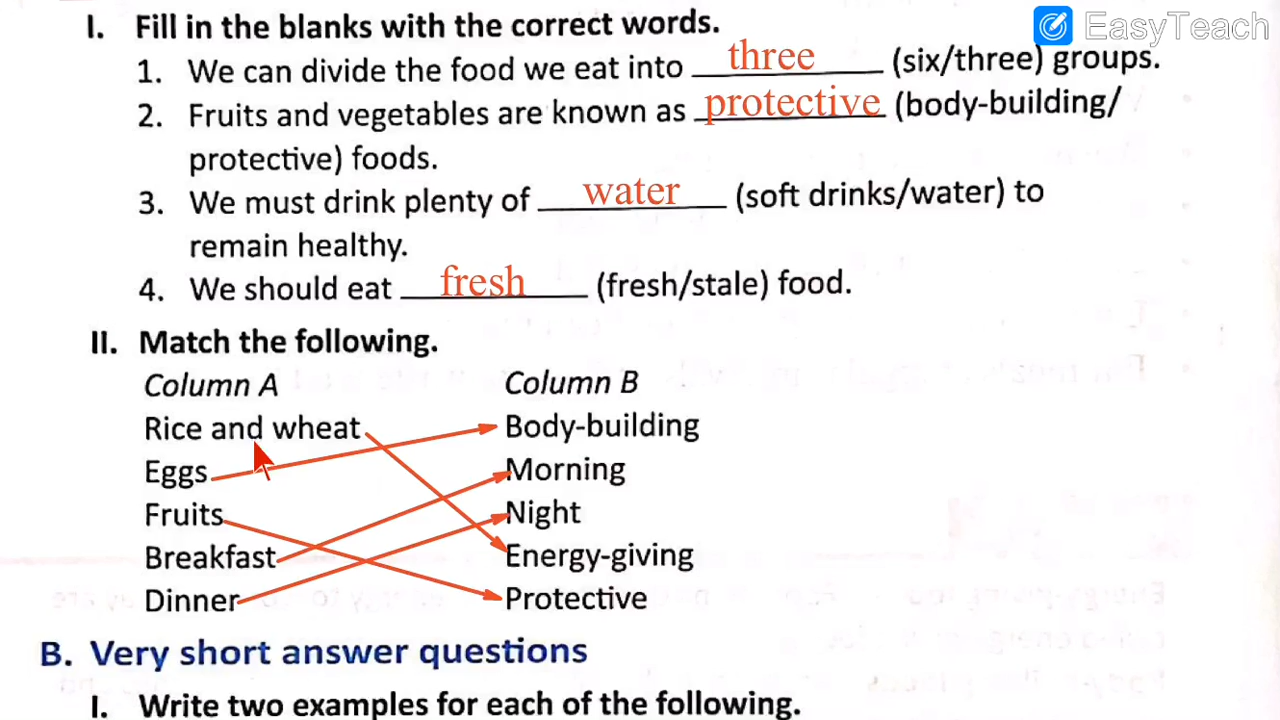 EasyTeach
I. Fill in the blanks with the correct words.
1. We can divide the food we eat into three (six/three) groups.
2. Fruits and vegetables are known as protective (body-building/
protective) foods.
3. We must drink plenty of water (soft drinks/water) to
remain healthy.
4. We should eat fresh (fresh/stale) food.
II. Match the following.
Column A Column B
Rice and wheat Body-building
Eggs Morning
Fruits Night
Breakfast Energy-giving
Dinner Protective
B. Very short answer questions
I. Write two examples for each of the following.